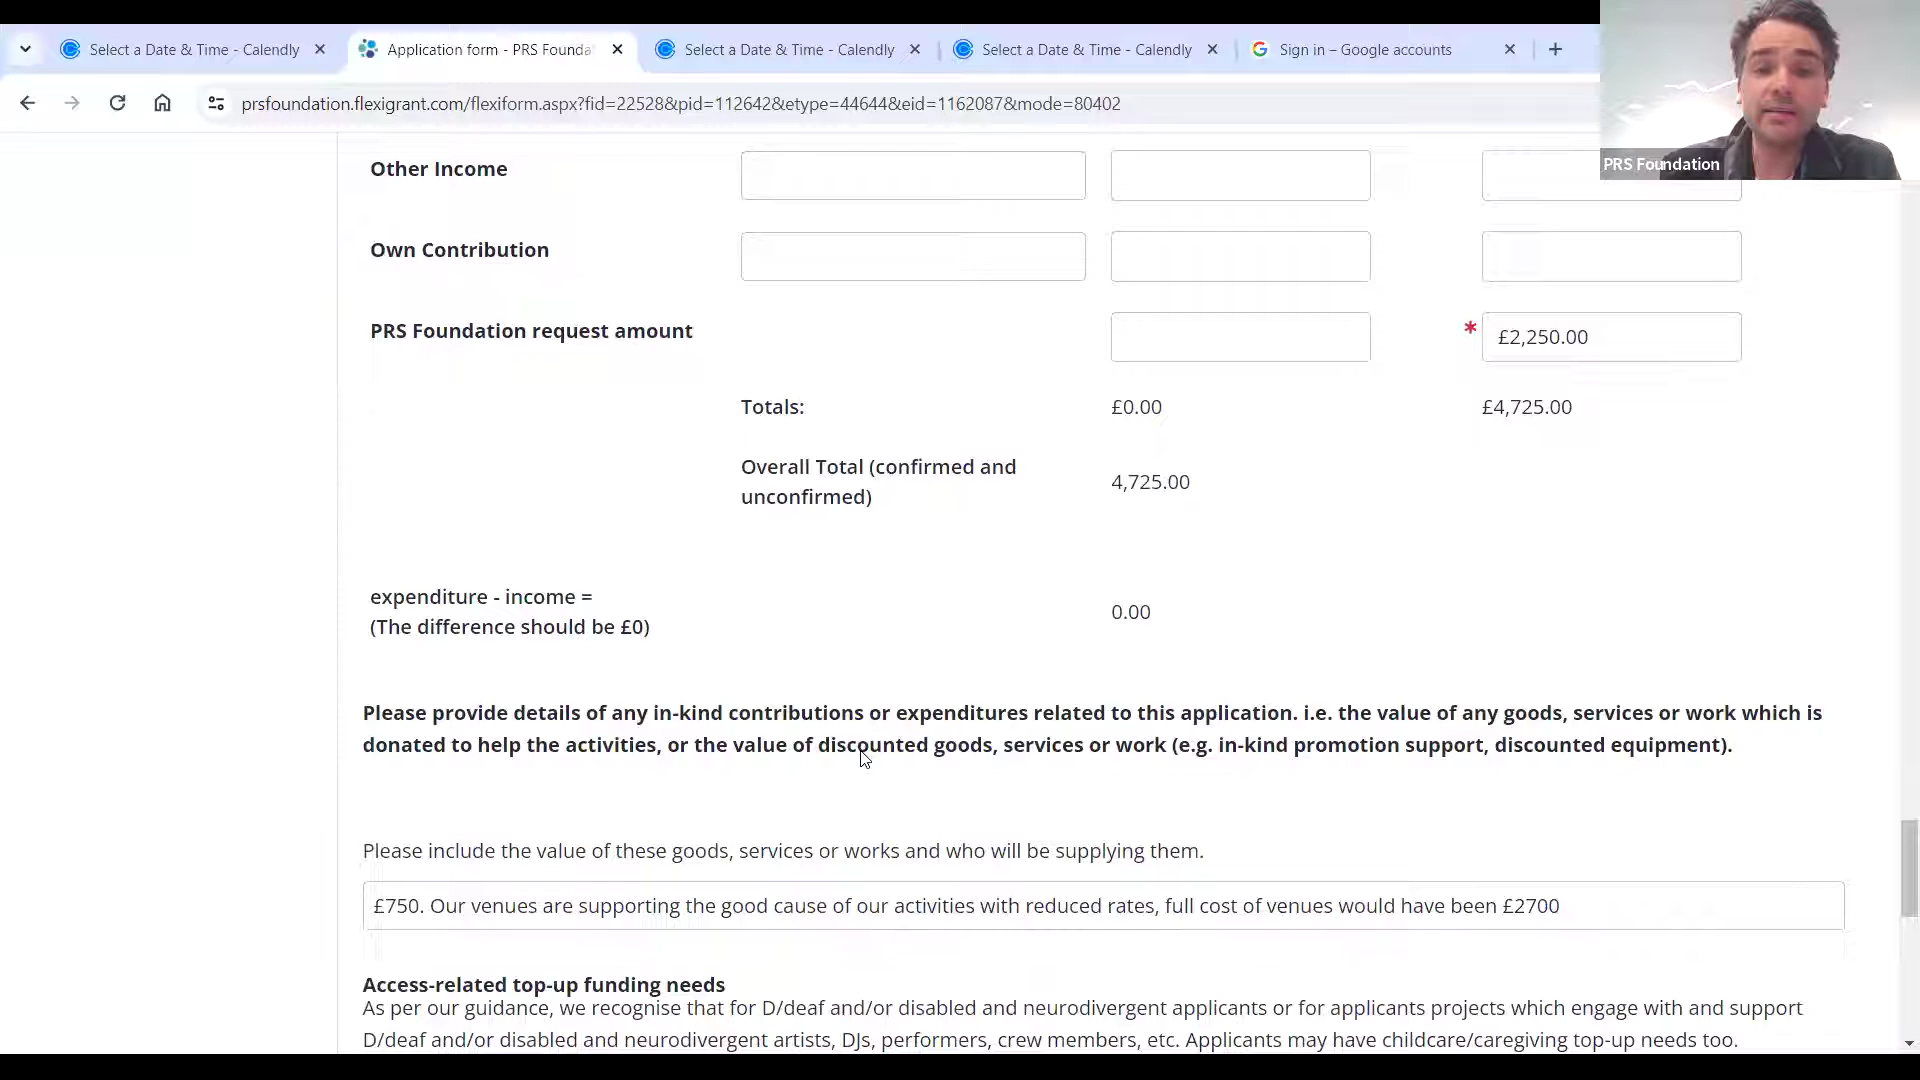 Select a Date & Time - Calendly
Application form - PRS Founda
Select a Date & Time - Calendly
Select a Date & Time - Calendly
Sign in – Google accounts
prsfoundation.flexigrant.com/flexiform.aspx?fid=22528&pid=112642&etype=44644&eid=1162087&mode=80402
PRS Foundation
Other Income
Own Contribution
PRS Foundation request amount
* £2,250.00
Totals: £0.00 £4,725.00
Overall Total (confirmed and
unconfirmed)
4,725.00
expenditure - income =
(The difference should be £0)
0.00
Please provide details of any in-kind contributions or expenditures related to this application. i.e. the value of any goods, services or work which is
donated to help the activities, or the value of discounted goods, services or work (e.g. in-kind promotion support, discounted equipment).
Please include the value of these goods, services or works and who will be supplying them.
£750. Our venues are supporting the good cause of our activities with reduced rates, full cost of venues would have been £2700
Access-related top-up funding needs
As per our guidance, we recognise that for D/deaf and/or disabled and neurodivergent applicants or for applicants projects which engage with and support
D/deaf and/or disabled and neurodivergent artists, DJs, performers, crew members, etc. Applicants may have childcare/caregiving top-up needs too.